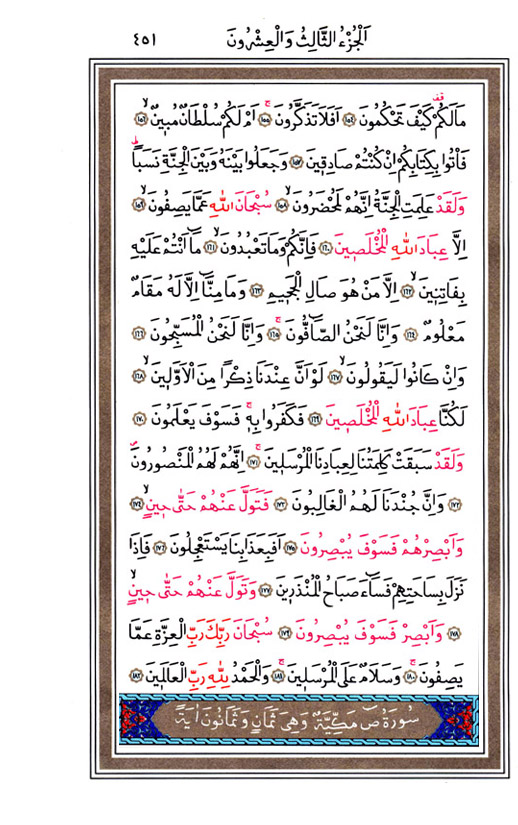 اَلْجُزْءُ الثَّالِثُ وَالْعِشْرُونَ ٤٥١
مَالَكُمْ كَيْفَ تَحْكُمُونَ ﴿١٥٤﴾ اَفَلَا تَذَكَّرُونَ ﴿١٥٥﴾ اَمْ لَكُمْ سُلْطَانٌ مُبٖينٌ ﴿١٥٦﴾
فَأْتُوا بِكِتَابِكُمْ اِنْ كُنْتُمْ صَادِقٖينَ ﴿١٥٧﴾ وَجَعَلُوا بَيْنَهُ وَبَيْنَ الْجِنَّةِ نَسَبًاۜ
وَلَقَدْ عَلِمَتِ الْجِنَّةُ اِنَّهُمْ لَمُحْضَرُونَ ﴿١٥٨﴾ سُبْحَانَ اللّٰهِ عَمَّا يَصِفُونَ ﴿١٥٩﴾
اِلَّا عِبَادَ اللّٰهِ الْمُخْلَصٖينَ ﴿١٦٠﴾ فَاِنَّكُمْ وَمَا تَعْبُدُونَ ﴿١٦١﴾ مَٓا اَنْتُمْ عَلَيْهِ
بِفَاتِنٖينَ ﴿١٦٢﴾ اِلَّا مَنْ هُوَ صَالِ الْجَحٖيمِ ﴿١٦٣﴾ وَمَا مِنَّٓا اِلَّا لَهُ مَقَامٌ
مَعْلُومٌ ﴿١٦٤﴾ وَاِنَّا لَنَحْنُ الصَّٓافُّونَ ﴿١٦٥﴾ وَاِنَّا لَنَحْنُ الْمُسَبِّحُونَ ﴿١٦٦﴾
وَاِنْ كَانُوا لَيَقُولُونَ ﴿١٦٧﴾ لَوْ اَنَّ عِنْدَنَا ذِكْرًا مِنَ الْاَوَّلٖينَ ﴿١٦٨﴾
لَكُنَّا عِبَادَ اللّٰهِ الْمُخْلَصٖينَ ﴿١٦٩﴾ فَكَفَرُوا بِهٖ فَسَوْفَ يَعْلَمُونَ ﴿١٧٠﴾
وَلَقَدْ سَبَقَتْ كَلِمَتُنَا لِعِبَادِنَا الْمُرْسَلٖينَ ﴿١٧١﴾ اِنَّهُمْ لَهُمُ الْمَنْصُورُونَ
﴿١٧٢﴾ وَاِنَّ جُنْدَنَا لَهُمُ الْغَالِبُونَ ﴿١٧٣﴾ فَتَوَلَّ عَنْهُمْ حَتّٰى حٖينٍ ﴿١٧٤﴾
وَاَبْصِرْهُمْ فَسَوْفَ يُبْصِرُونَ ﴿١٧٥﴾ اَفَبِعَذَابِنَا يَسْتَعْجِلُونَ ﴿١٧٦﴾ فَاِذَا
نَزَلَ بِسَاحَتِهِمْ فَسَٓاءَ صَبَاحُ الْمُنْذَرٖينَ ﴿١٧٧﴾ وَتَوَلَّ عَنْهُمْ حَتّٰى حٖينٍ
﴿١٧٨﴾ وَاَبْصِرْ فَسَوْفَ يُبْصِرُونَ ﴿١٧٩﴾ سُبْحَانَ رَبِّكَ رَبِّ الْعِزَّةِ عَمَّا
يَصِفُونَ ﴿١٨٠﴾ وَسَلَامٌ عَلَى الْمُرْسَلٖينَ ﴿١٨١﴾ وَالْحَمْدُ لِلّٰهِ رَبِّ الْعَالَمٖينَ ﴿١٨٢﴾
سُورَةُ صٓ مَكِّيَّةٌ وَهِيَ ثَمَانٍ وَثَمَانُونَ اٰيَةً